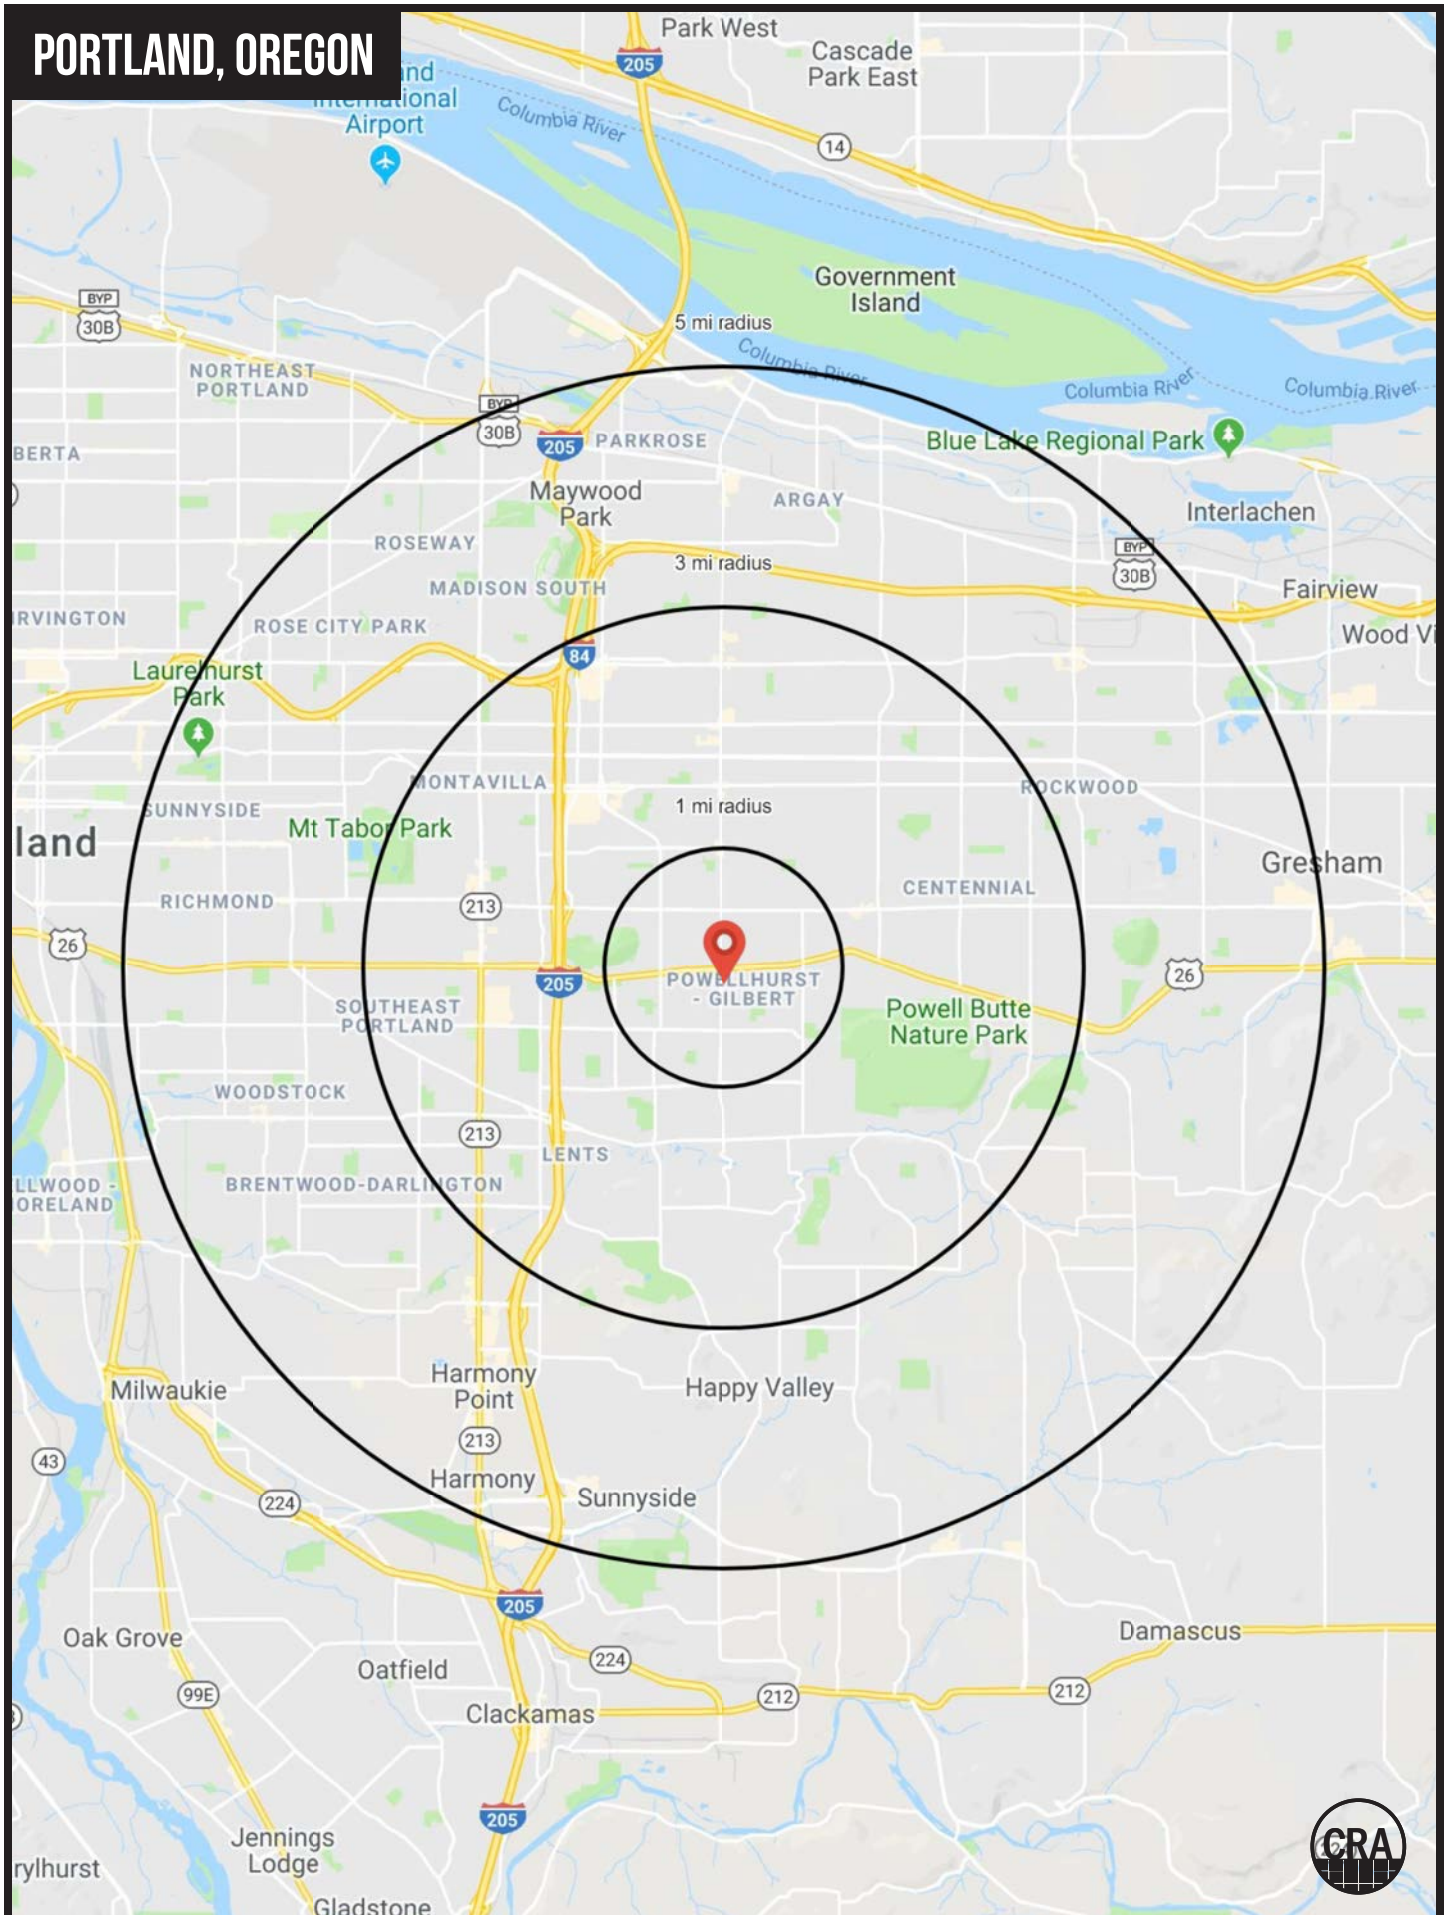 PORTLAND, OREGON
Park West
Cascade
Park East
205
and
International
Airport
Columbia River
14
Government
Island
BYP
30B
5 mi radius
Columbia River
Columbia River
Columbia River
NORTHEAST
PORTLAND
BYP
30B
205
PARKROSE
Blue Lake Regional Park
BERTA
Maywood
Park
ARGAY
Interlachen
ROSEWAY
3 mi radius
BYP
30B
MADISON SOUTH
Fairview
RVINGTON
ROSE CITY PARK
Wood Vi
84
Laurelhurst
Park
MONTAVILLA
ROCKWOOD
1 mi radius
SUNNYSIDE
Mt Tabor Park
land
Gresham
CENTENNIAL
RICHMOND
213
26
205
POWELLHURST
- GILBERT
26
SOUTHEAST
PORTLAND
Powell Butte
Nature Park
WOODSTOCK
213
LENTS
LLWOOD -
ORELAND
BRENTWOOD-DARLINGTON
Harmony
Point
Happy Valley
Milwaukie
213
43
Harmony
Sunnyside
224
205
Oak Grove
Damascus
224
Oatfield
99E
212
212
Clackamas
205
Jennings
Lodge
CRA
rylhurst
Gladstone